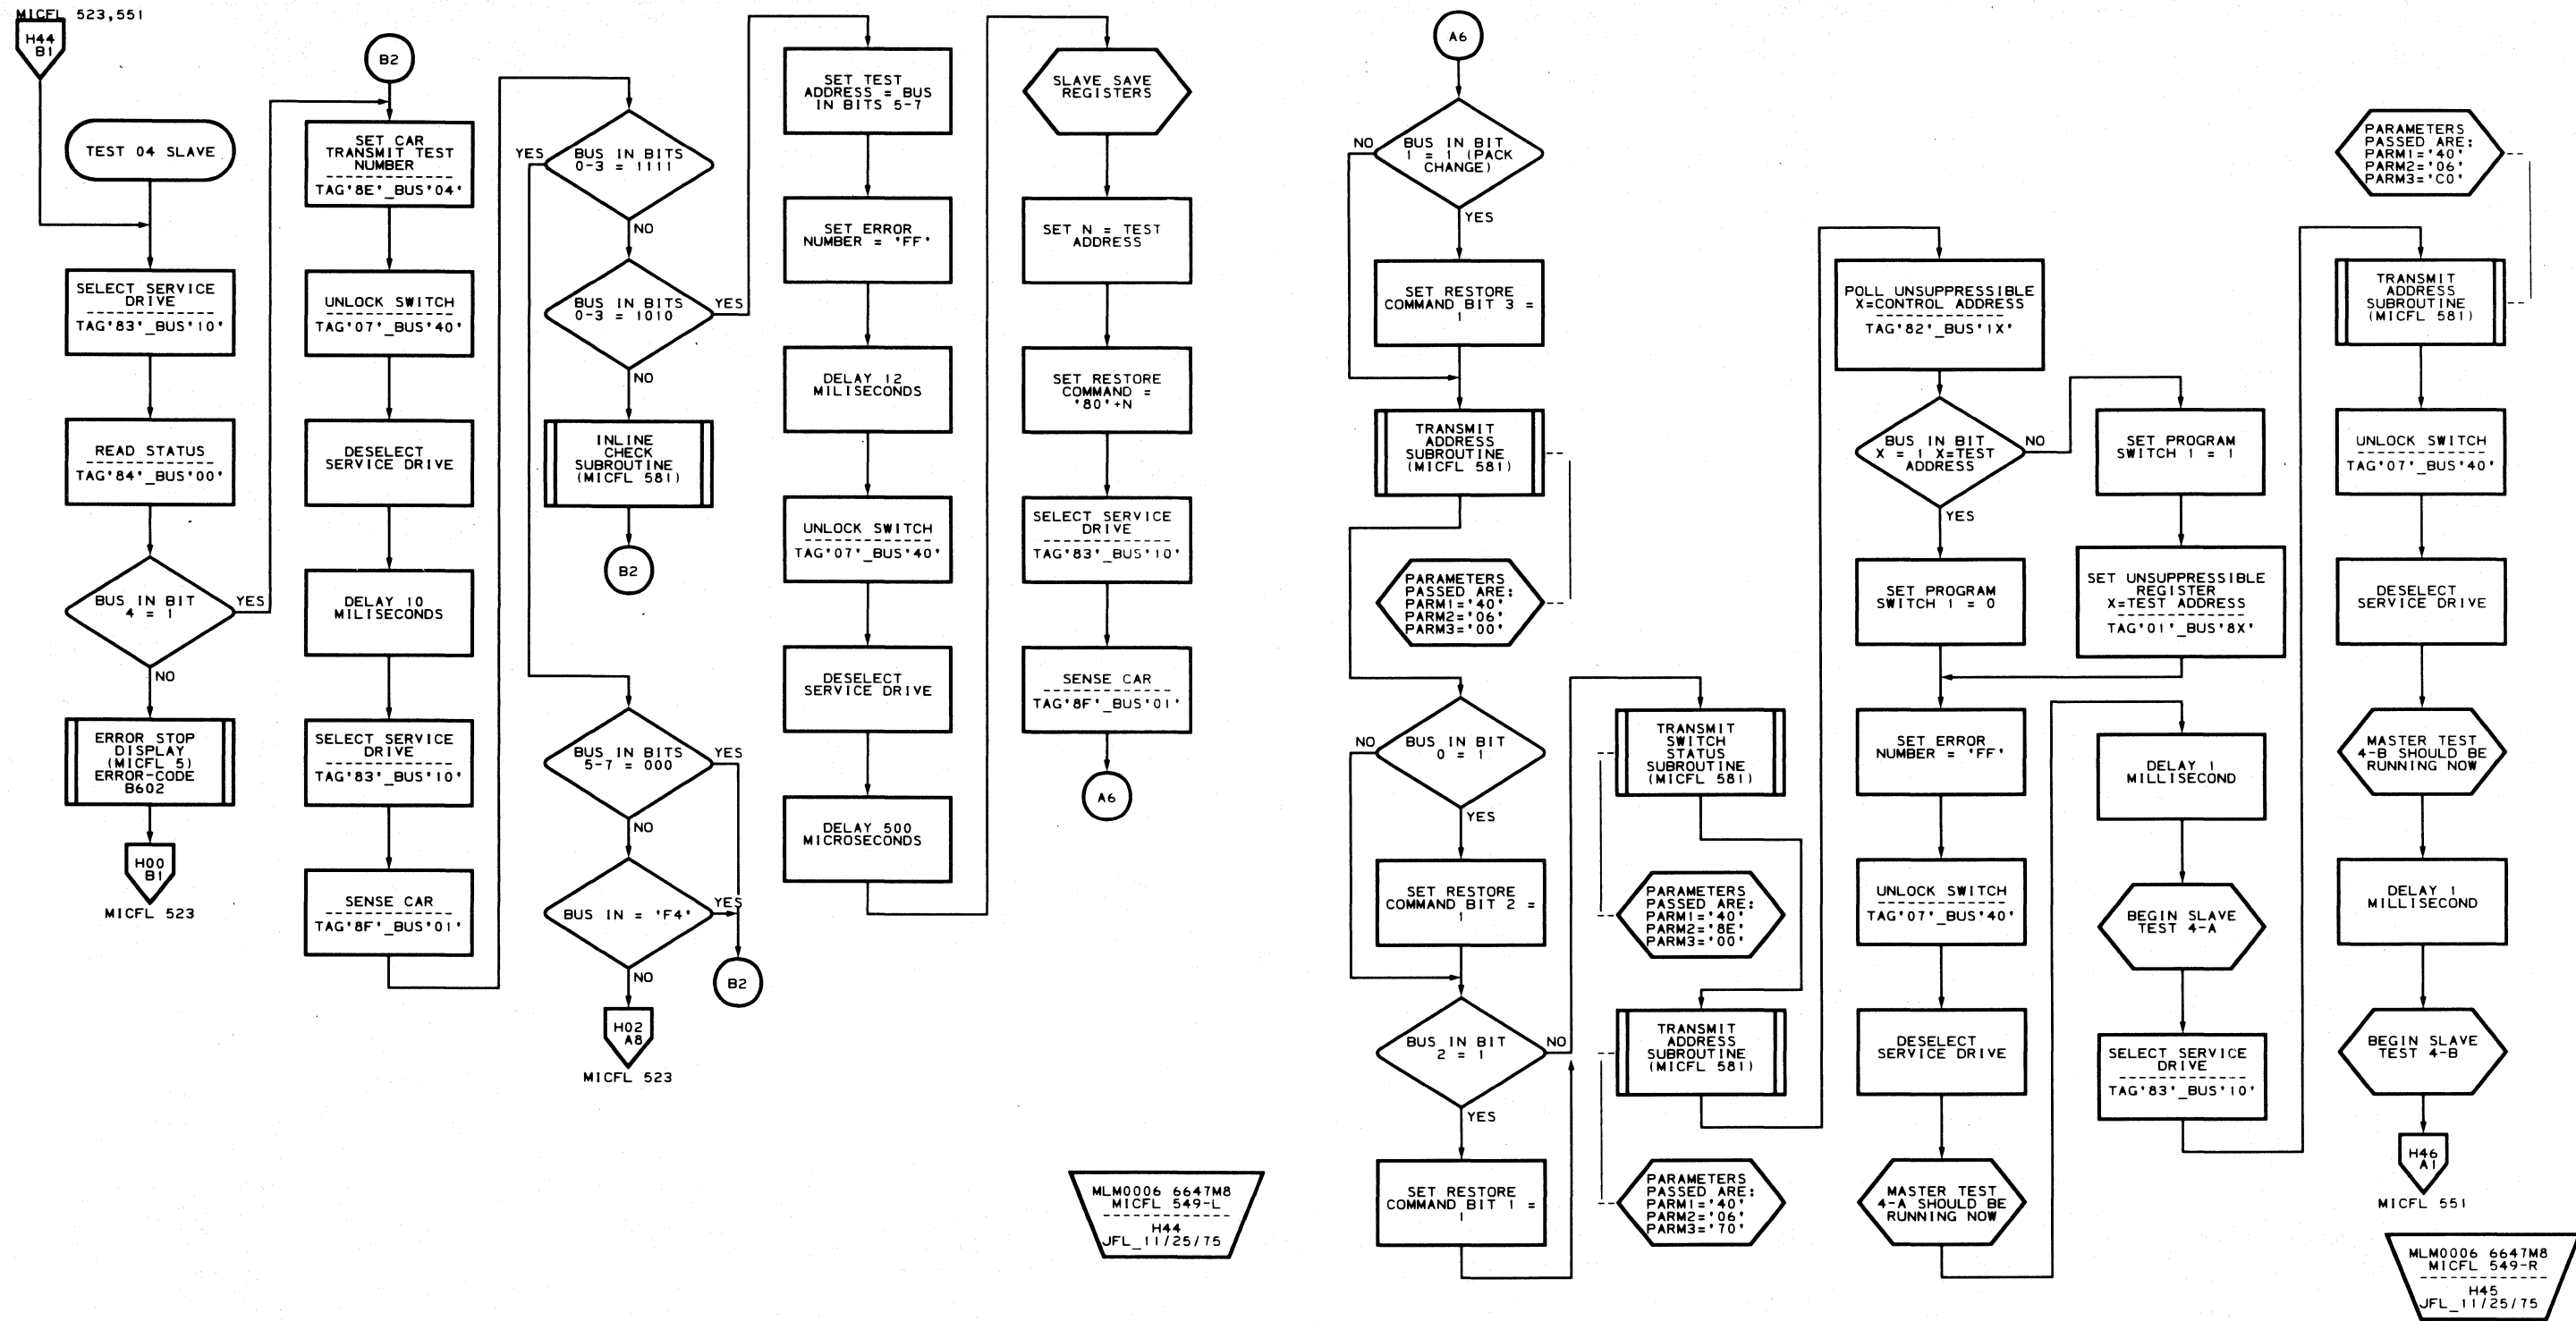 MICFL 523,551
H44
B1
TEST 04 SLAVE
SELECT SERVICE
DRIVE
TAG'83'_BUS'10'
READ STATUS
TAG'84'_BUS'00'
BUS IN BIT
4 = 1
YES
NO
ERROR STOP
DISPLAY
(MICFL 5)
ERROR-CODE
B602
H00
B1
MICFL 523
B2
SET CAR
TRANSMIT TEST
NUMBER
TAG'8E'_BUS'04'
UNLOCK SWITCH
TAG'07'_BUS'40'
DESELECT
SERVICE DRIVE
DELAY 10
MILISECONDS
SELECT SERVICE
DRIVE
TAG'83'_BUS'10'
SENSE CAR
TAG'8F'_BUS'01'
YES
BUS IN BITS
0-3 = 1111
NO
BUS IN BITS
0-3 = 1010
YES
NO
INLINE
CHECK
SUBROUTINE
(MICFL 581)
B2
BUS IN BITS
5-7 = 000
YES
NO
BUS IN = 'F4'
YES
NO
B2
H02
A8
MICFL 523
SET TEST
ADDRESS = BUS
IN BITS 5-7
SET ERROR
NUMBER = 'FF'
DELAY 12
MILISECONDS
UNLOCK SWITCH
TAG'07'_BUS'40'
DESELECT
SERVICE DRIVE
DELAY 500
MICROSECONDS
SLAVE SAVE
REGISTERS
SET N = TEST
ADDRESS
SET RESTORE
COMMAND =
'80'+N
SELECT SERVICE
DRIVE
TAG'83'_BUS'10'
SENSE CAR
TAG'8F'_BUS'01'
A6
MLM0006 6647M8
MICFL 549-L
H44
JFL_11/25/75
A6
NO
BUS IN BIT
1 = 1 (PACK
CHANGE)
YES
SET RESTORE
COMMAND BIT 3 =
1
TRANSMIT
ADDRESS
SUBROUTINE
(MICFL 581)
PARAMETERS
PASSED ARE:
PARM1='40'
PARM2='06'
PARM3='00'
NO
BUS IN BIT
0 = 1
YES
SET RESTORE
COMMAND BIT 2 =
1
BUS IN BIT
2 = 1
NO
YES
SET RESTORE
COMMAND BIT 1 =
1
TRANSMIT
SWITCH
STATUS
SUBROUTINE
(MICFL 581)
PARAMETERS
PASSED ARE:
PARM1='40'
PARM2='8E'
PARM3='00'
TRANSMIT
ADDRESS
SUBROUTINE
(MICFL 581)
PARAMETERS
PASSED ARE:
PARM1='40'
PARM2='06'
PARM3='70'
POLL UNSUPPRESSIBLE
X=CONTROL ADDRESS
TAG'82'_BUS'1X'
BUS IN BIT
X = 1 X=TEST
ADDRESS
NO
YES
SET PROGRAM
SWITCH 1 = 0
SET ERROR
NUMBER = 'FF'
UNLOCK SWITCH
TAG'07'_BUS'40'
DESELECT
SERVICE DRIVE
MASTER TEST
4-A SHOULD BE
RUNNING NOW
SET PROGRAM
SWITCH 1 = 1
SET UNSUPPRESSIBLE
REGISTER
X=TEST ADDRESS
TAG'01'_BUS'8X'
DELAY 1
MILLISECOND
BEGIN SLAVE
TEST 4-A
SELECT SERVICE
DRIVE
TAG'83'_BUS'10'
PARAMETERS
PASSED ARE:
PARM1='40'
PARM2='06'
PARM3='C0'
TRANSMIT
ADDRESS
SUBROUTINE
(MICFL 581)
UNLOCK SWITCH
TAG'07'_BUS'40'
DESELECT
SERVICE DRIVE
MASTER TEST
4-B SHOULD BE
RUNNING NOW
DELAY 1
MILLISECOND
BEGIN SLAVE
TEST 4-B
H46
A1
MICFL 551
MLM0006 6647M8
MICFL 549-R
H45
JFL_11/25/75